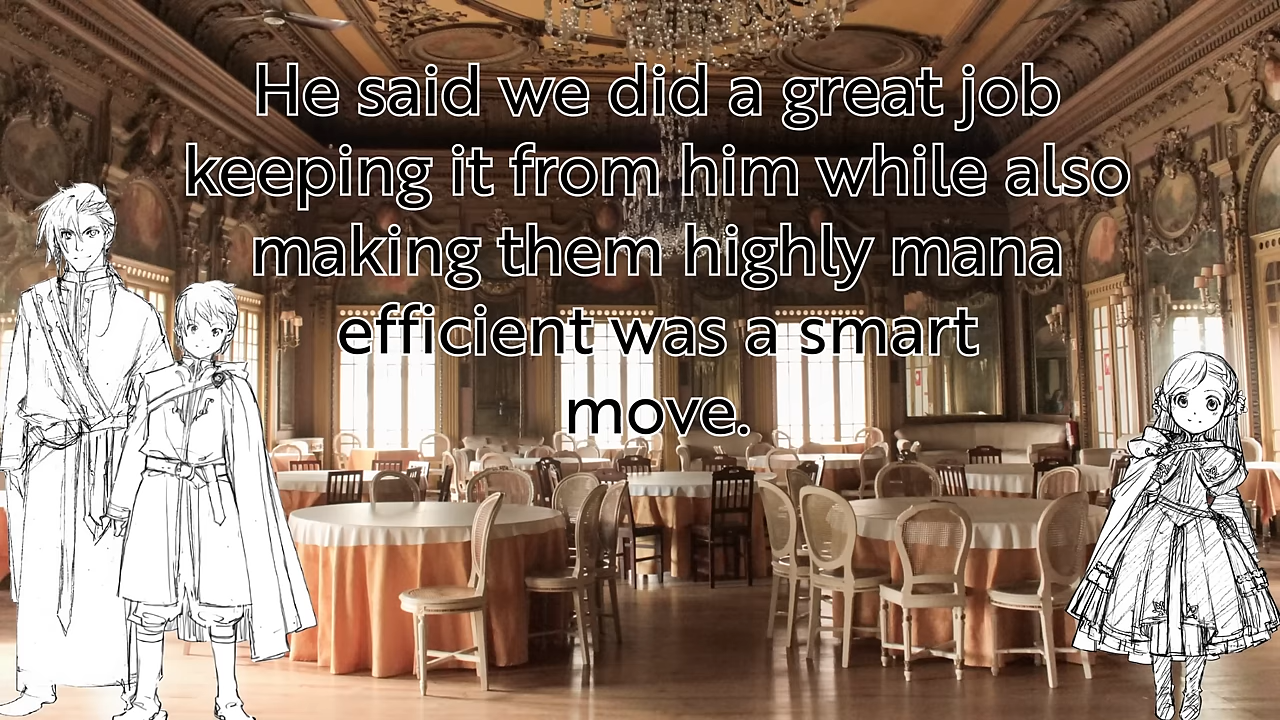 He said we did a great job
keeping it from him while also
making them highly mana
efficient was a smart
move.